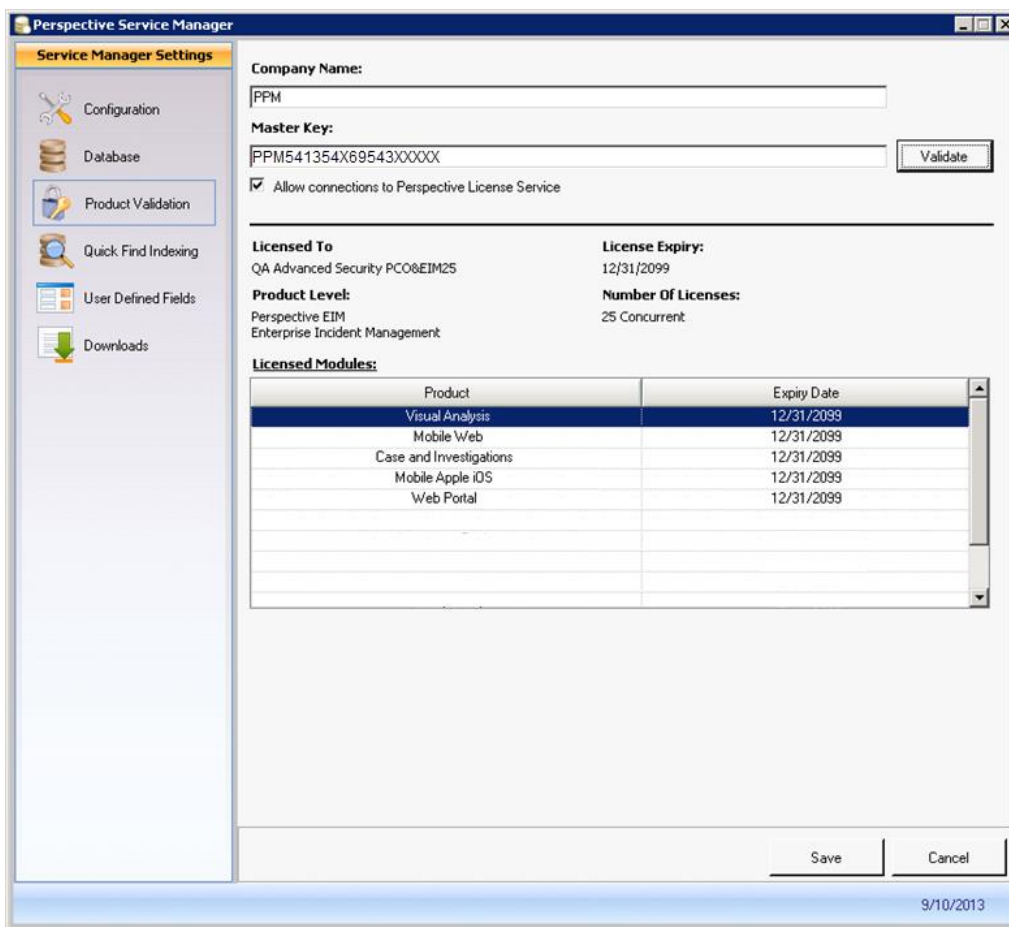 Perspective Service Manager
Service Manager Settings
Configuration
Database
Product Validation
Quick Find Indexing
User Defined Fields
Downloads
Company Name:
PPM
Master Key:
PPM541354X69543XXXXX
Validate
Allow connections to Perspective License Service
Licensed To
QA Advanced Security PCO&EIM25
License Expiry:
12/31/2099
Product Level:
Perspective EIM
Enterprise Incident Management
Number Of Licenses:
25 Concurrent
Licensed Modules:
Product Expiry Date
Visual Analysis 12/31/2099
Mobile Web 12/31/2099
Case and Investigations 12/31/2099
Mobile Apple iOS 12/31/2099
Web Portal 12/31/2099
Save Cancel
9/10/2013